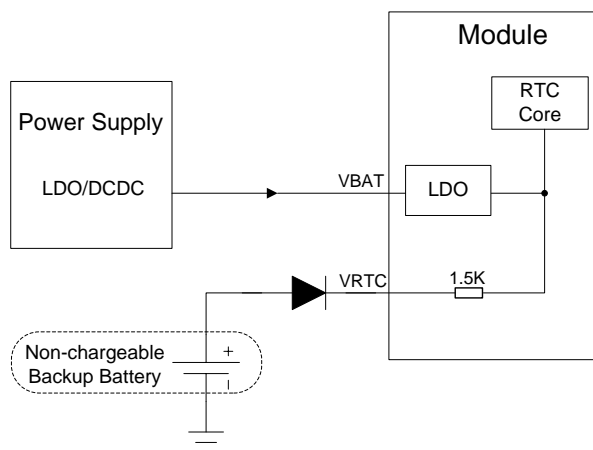 Module
RTC
Core
Power Supply
LDO/DCDC
VBAT
LDO
VRTC
1.5K
Non-chargeable
Backup Battery
+